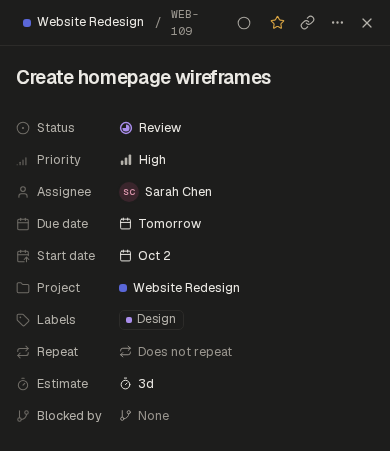 Website Redesign / WEB-
109
Create homepage wireframes
Status Review
Priority High
Assignee SC Sarah Chen
Due date Tomorrow
Start date Oct 2
Project Website Redesign
Labels Design
Repeat Does not repeat
Estimate 3d
Blocked by None